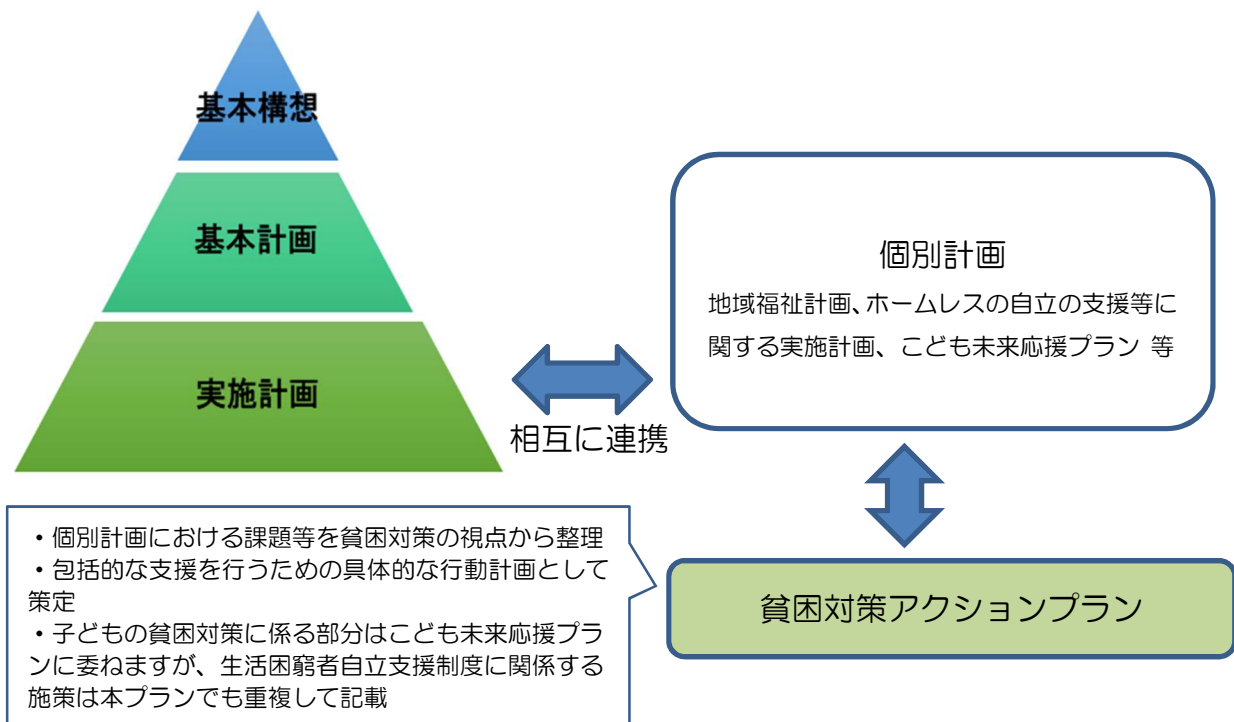 基本構想
基本計画
実施計画
相互に連携
個別計画
地域福祉計画、ホームレスの自立の支援等に
関する実施計画、こども未来応援プラン 等
・個別計画における課題等を貧困対策の視点から整理
・包括的な支援を行うための具体的な行動計画として
策定
・子どもの貧困対策に係る部分はこども未来応援プラ
ンに委ねますが、生活困窮者自立支援制度に関係する
施策は本プランでも重複して記載
貧困対策アクションプラン